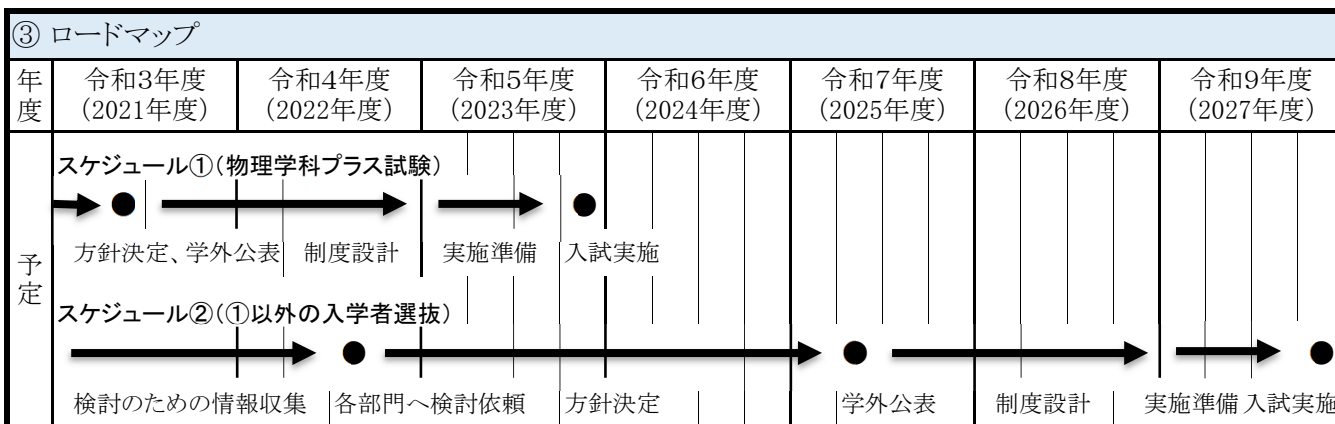 ③ ロードマップ
年度
令和3年度
(2021年度)
令和4年度
(2022年度)
令和5年度
(2023年度)
令和6年度
(2024年度)
令和7年度
(2025年度)
令和8年度
(2026年度)
令和9年度
(2027年度)
予定
スケジュール①(物理学科プラス試験)
方針決定、学外公表 制度設計 実施準備 入試実施
スケジュール②(①以外の入学者選抜)
検討のための情報収集 各部門へ検討依頼 方針決定 学外公表 制度設計 実施準備 入試実施